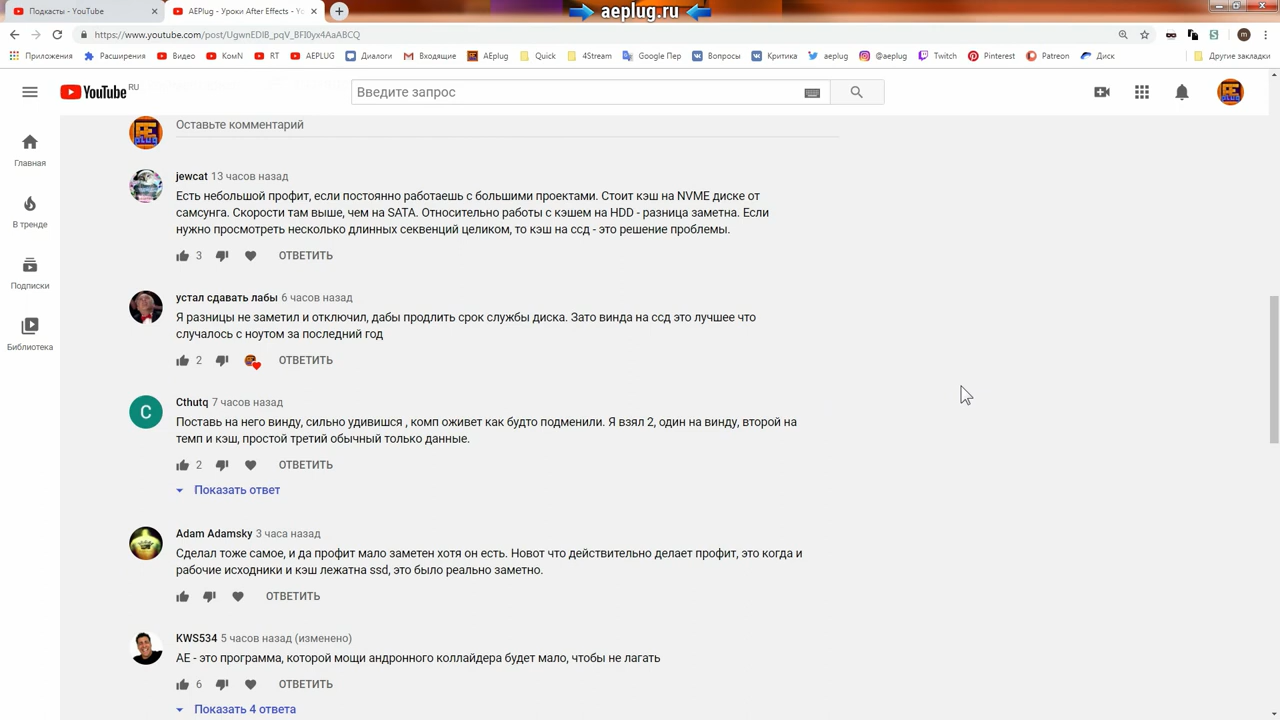 Подкасты - YouTube
AEPlug - Уроки After Effects - Yo
aeplug.ru
https://www.youtube.com/post/UgwnEDlB_pqV_BFI0yx4AaABCQ
Приложения
Расширения
Видео
КомN
RT
AEPLUG
Диалоги
Входящие
AEplug
Quick
4Stream
Google Пер
Вопросы
Критика
aeplug
@aeplug
Twitch
Pinterest
Patreon
Диск
Другие закладки
YouTube RU
Введите запрос
Главная
В тренде
Подписки
Библиотека
Оставьте комментарий
jewcat 13 часов назад
Есть небольшой профит, если постоянно работаешь с большими проектами. Стоит кэш на NVME диске от
самсунга. Скорости там выше, чем на SATA. Относительно работы с кэшем на HDD - разница заметна. Если
нужно просмотреть несколько длинных секвенций целиком, то кэш на ссд - это решение проблемы.
3 ОТВЕТИТЬ
устал сдавать лабы 6 часов назад
Я разницы не заметил и отключил, дабы продлить срок службы диска. Зато винда на ссд это лучшее что
случалось с ноутом за последний год
2 ОТВЕТИТЬ
C
Cthutq 7 часов назад
Поставь на него винду, сильно удивишся , комп оживет как будто подменили. Я взял 2, один на винду, второй на
темп и кэш, простой третий обычный только данные.
2 ОТВЕТИТЬ
Показать ответ
Adam Adamsky 3 часа назад
Сделал тоже самое, и да профит мало заметен хотя он есть. Новот что действительно делает профит, это когда и
рабочие исходники и кэш лежатна ssd, это было реально заметно.
ОТВЕТИТЬ
KWS534 5 часов назад (изменено)
АЕ - это программа, которой мощи андронного коллайдера будет мало, чтобы не лагать
6 ОТВЕТИТЬ
Показать 4 ответа